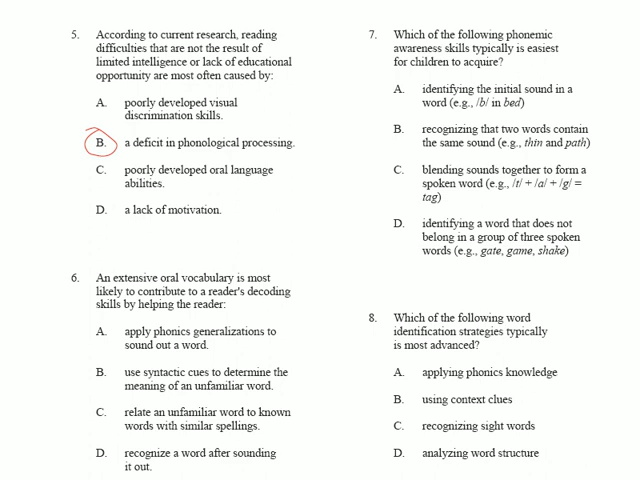 5. According to current research, reading
difficulties that are not the result of
limited intelligence or lack of educational
opportunity are most often caused by:
A. poorly developed visual
discrimination skills.
B. a deficit in phonological processing.
C. poorly developed oral language
abilities.
D. a lack of motivation.
6. An extensive oral vocabulary is most
likely to contribute to a reader's decoding
skills by helping the reader:
A. apply phonics generalizations to
sound out a word.
B. use syntactic cues to determine the
meaning of an unfamiliar word.
C. relate an unfamiliar word to known
words with similar spellings.
D. recognize a word after sounding
it out.
7. Which of the following phonemic
awareness skills typically is easiest
for children to acquire?
A. identifying the initial sound in a
word (e.g., /b/ in bed)
B. recognizing that two words contain
the same sound (e.g., thin and path)
C. blending sounds together to form a
spoken word (e.g., /t/ + /a/ + /g/ =
tag)
D. identifying a word that does not
belong in a group of three spoken
words (e.g., gate, game, shake)
8. Which of the following word
identification strategies typically
is most advanced?
A. applying phonics knowledge
B. using context clues
C. recognizing sight words
D. analyzing word structure